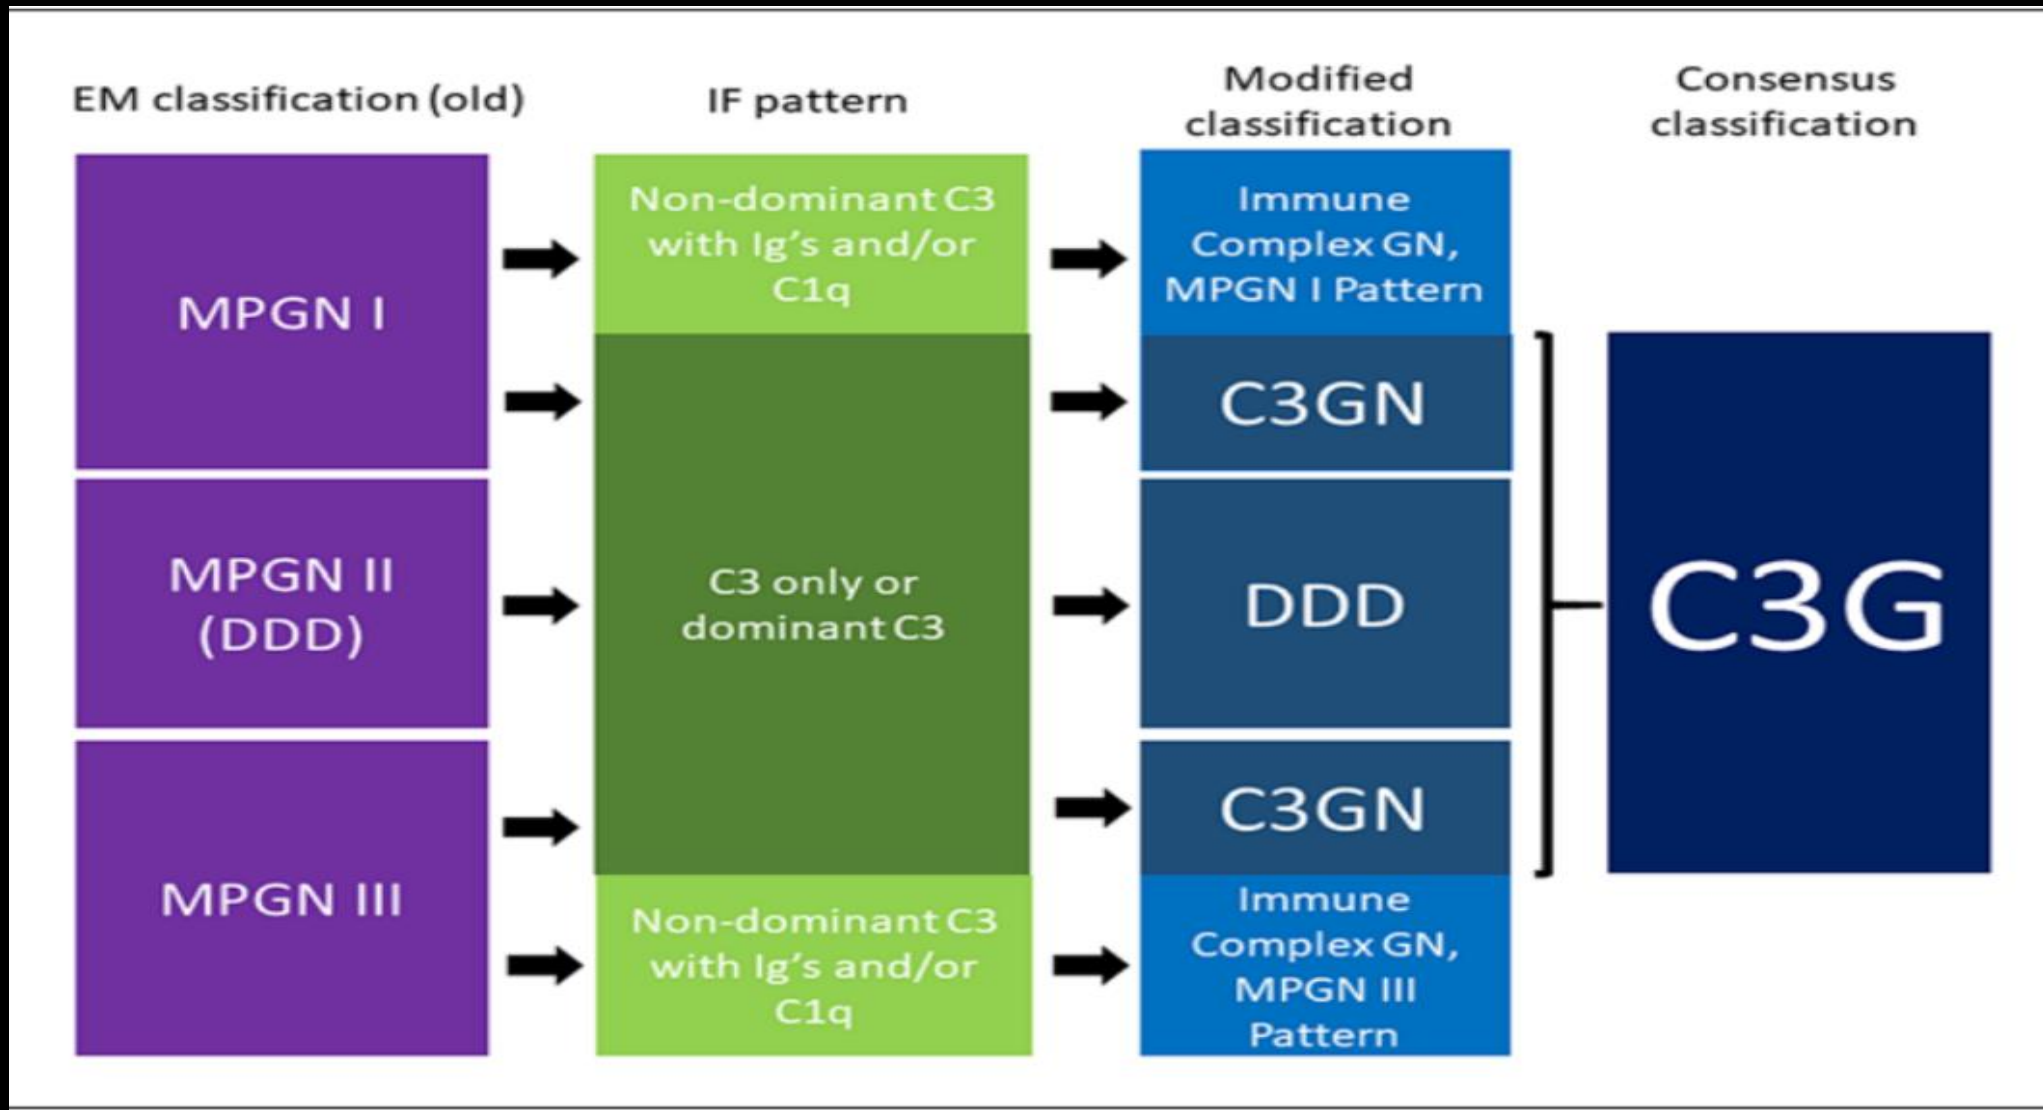 EM classification (old)
IF pattern
Modified
classification
Consensus
classification
MPGN I
Non-dominant C3
with Ig's and/or
C1q
Immune
Complex GN,
MPGN I Pattern
C3GN
MPGN II
(DDD)
C3 only or
dominant C3
DDD
C3G
MPGN III
C3GN
Non-dominant C3
with Ig's and/or
C1q
Immune
Complex GN,
MPGN III
Pattern